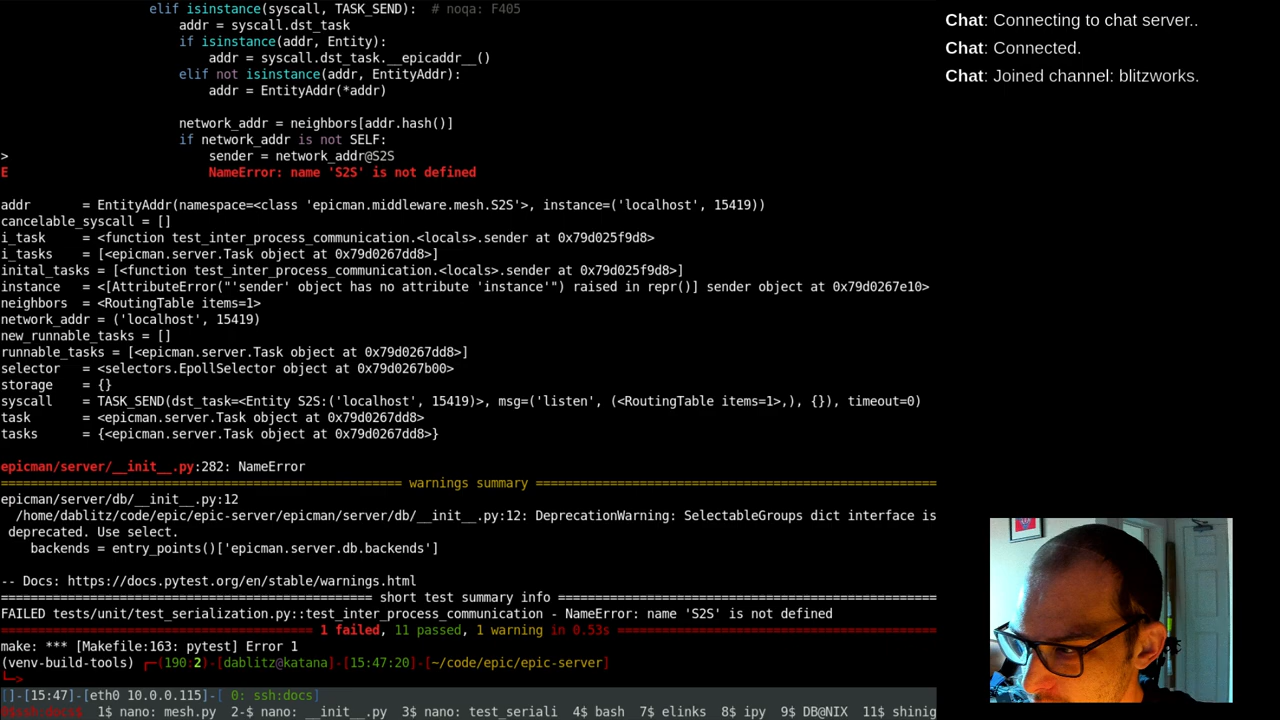 elif isinstance(syscall, TASK_SEND):  # noqa: F405
addr = syscall.dst_task
if isinstance(addr, Entity):
addr = syscall.dst_task.__epicaddr__()
elif not isinstance(addr, EntityAddr):
addr = EntityAddr(*addr)
network_addr = neighbors[addr.hash()]
if network_addr is not SELF:
> sender = network_addr@S2S
E NameError: name 'S2S' is not defined
addr = EntityAddr(namespace=<class 'epicman.middleware.mesh.S2S'>, instance=('localhost', 15419))
cancelable_syscall = []
i_task = <function test_inter_process_communication.<locals>.sender at 0x79d025f9d8>
i_tasks = [<epicman.server.Task object at 0x79d0267dd8>]
inital_tasks = [<function test_inter_process_communication.<locals>.sender at 0x79d025f9d8>]
instance = <[AttributeError("'sender' object has no attribute 'instance'") raised in repr()] sender object at 0x79d0267e10>
neighbors = <RoutingTable items=1>
network_addr = ('localhost', 15419)
new_runnable_tasks = []
runnable_tasks = [<epicman.server.Task object at 0x79d0267dd8>]
selector = <selectors.EpollSelector object at 0x79d0267b00>
storage = {}
syscall = TASK_SEND(dst_task=<Entity S2S:('localhost', 15419)>, msg=('listen', (<RoutingTable items=1>,), {}), timeout=0)
task = <epicman.server.Task object at 0x79d0267dd8>
tasks = {<epicman.server.Task object at 0x79d0267dd8>}
epicman/server/__init__.py:282: NameError
=================================================== warnings summary ===================================================
epicman/server/db/__init__.py:12
/home/dablitz/code/epic/epic-server/epicman/server/db/__init__.py:12: DeprecationWarning: SelectableGroups dict interface is
deprecated. Use select.
backends = entry_points()['epicman.server.db.backends']
-- Docs: https://docs.pytest.org/en/stable/warnings.html
=============================================== short test summary info ================================================
FAILED tests/unit/test_serialization.py::test_inter_process_communication - NameError: name 'S2S' is not defined
======================================== 1 failed, 11 passed, 1 warning in 0.53s =========================================
make: *** [Makefile:163: pytest] Error 1
(venv-build-tools) ┌─(190:2)-[dablitz@katana]-[15:47:20]-[~/code/epic/epic-server]
└─>
[]-[15:47]-[eth0 10.0.0.115]-[ 0: ssh:docs]
0$ssh:docs$  1$ nano: mesh.py  2-$ nano: __init__.py  3$ nano: test_seriali  4$ bash  7$ elinks  8$ ipy  9$ DB@NIX  11$ shinig
Chat: Connecting to chat server..
Chat: Connected.
Chat: Joined channel: blitzworks.